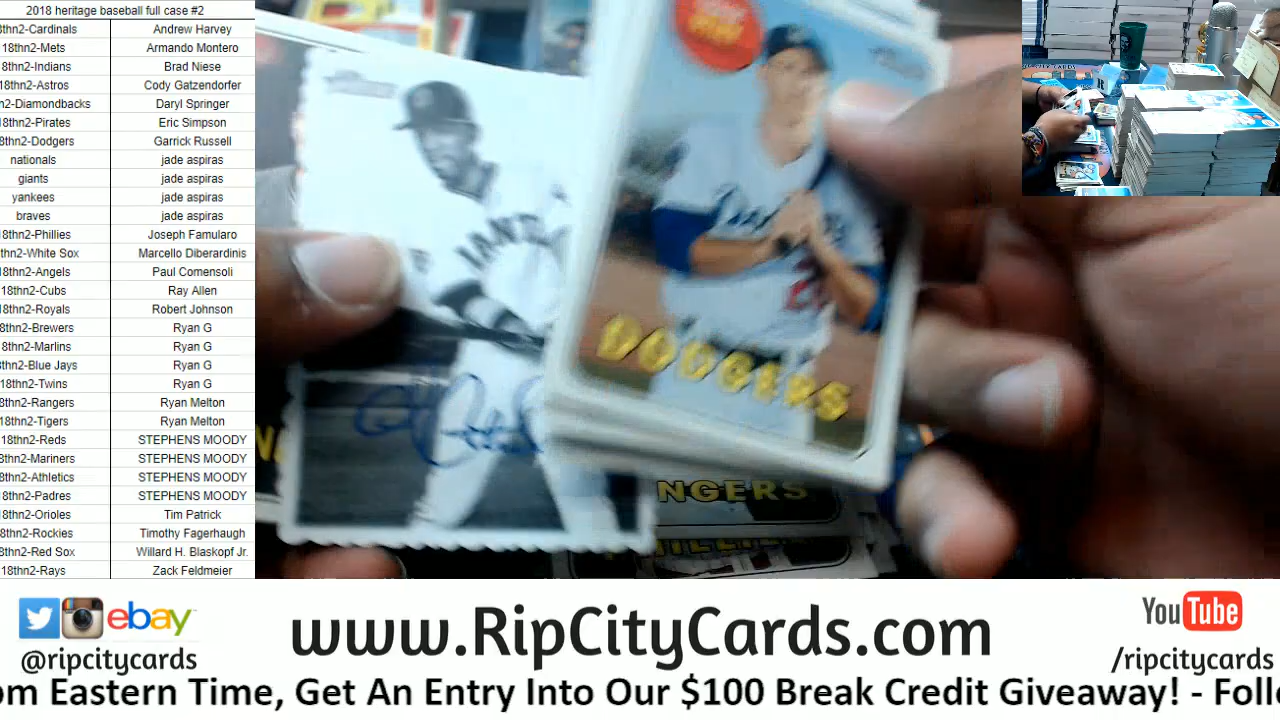 2018 heritage baseball full case #2
8thn2-Cardinals Andrew Harvey
18thn2-Mets Armando Montero
8thn2-Indians Brad Niese
18thn2-Astros Cody Gatzendorfer
n2-Diamondbacks Daryl Springer
18thn2-Pirates Eric Simpson
8thn2-Dodgers Garrick Russell
nationals jade aspiras
giants jade aspiras
yankees jade aspiras
braves jade aspiras
18thn2-Phillies Joseph Famularo
thn2-White Sox Marcello Diberardinis
18thn2-Angels Paul Comensoli
18thn2-Cubs Ray Allen
18thn2-Royals Robert Johnson
8thn2-Brewers Ryan G
8thn2-Marlins Ryan G
8thn2-Blue Jays Ryan G
18thn2-Twins Ryan G
8thn2-Rangers Ryan Melton
18thn2-Tigers Ryan Melton
18thn2-Reds STEPHENS MOODY
8thn2-Mariners STEPHENS MOODY
8thn2-Athletics STEPHENS MOODY
8thn2-Padres STEPHENS MOODY
18thn2-Orioles Tim Patrick
8thn2-Rockies Timothy Fagerhaugh
8thn2-Red Sox Willard H. Blaskopf Jr.
18thn2-Rays Zack Feldmeier
DODGERS
NGERS
ebay
@ripcitycards
www.RipCityCards.com
YouTube
/ripcitycards
om Eastern Time, Get An Entry Into Our $100 Break Credit Giveaway! - Follo